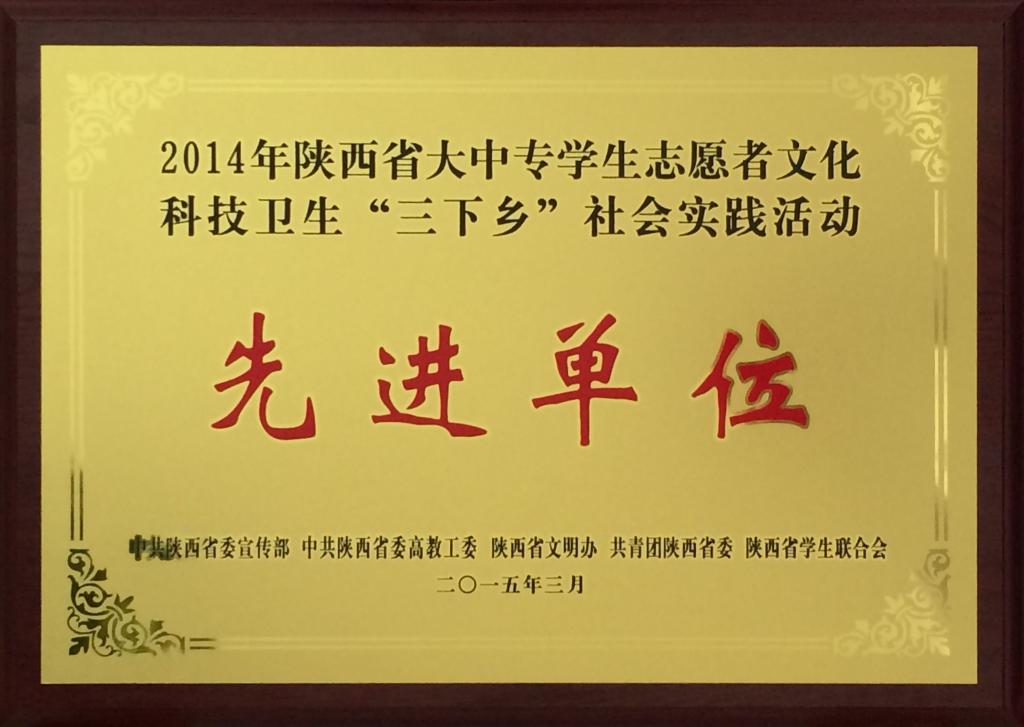 2014年陕西省大中专学生志愿者文化
科技卫生“三下乡”社会实践活动
先进单位
中共陕西省委宣传部 中共陕西省委高教工委 陕西省文明办 共青团陕西省委 陕西省学生联合会
二〇一五年三月